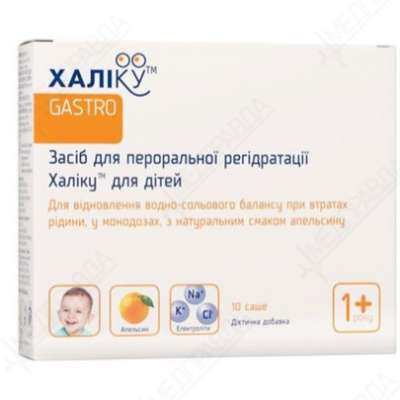 ХАЛІКУ™
GASTRO
Засіб для пероральної регідратації
Халіку™ для дітей
Для відновлення водно-сольового балансу при втратах
рідини, у монодозах, з натуральним смаком апельсину
Na⁺
K⁺
Cl⁻
Апельсин
Електроліти
10 саше
Дієтична добавка
1+
року